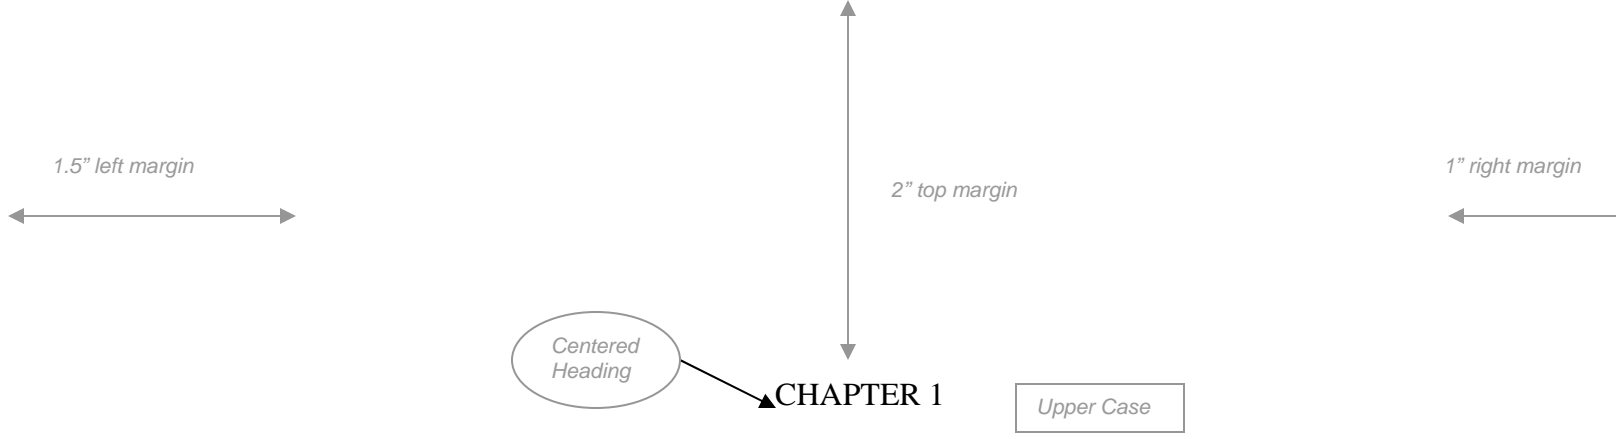 1.5” left margin
1” right margin
2” top margin
Centered
Heading
CHAPTER 1
Upper Case